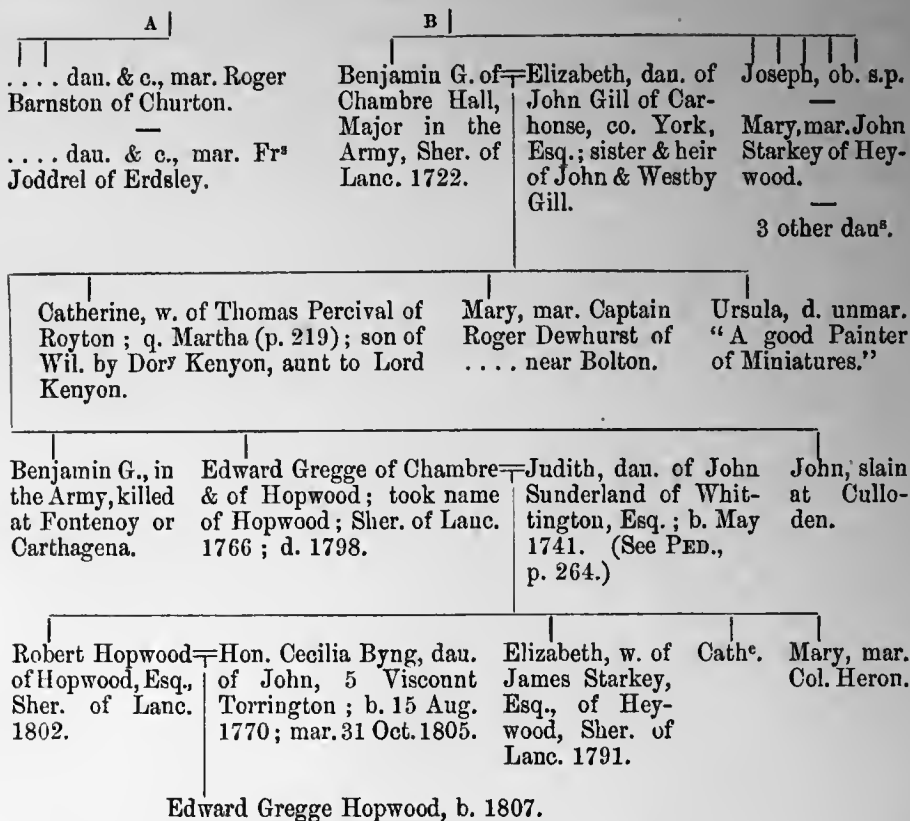 A
B
. . . . dau. & c., mar. Roger
Barnston of Churton.
—
. . . . dau. & c., mar. Frs
Joddrel of Erdsley.
Benjamin G. of
Chambre Hall,
Major in the
Army, Sher. of
Lanc. 1722.
Elizabeth, dan. of
John Gill of Car-
honse, co. York,
Esq.; sister & heir
of John & Westby
Gill.
Joseph, ob. s.p.
—
Mary, mar. John
Starkey of Hey-
wood.
—
3 other dans.
Catherine, w. of Thomas Percival of
Royton ; q. Martha (p. 219); son of
Wil. by Dory Kenyon, aunt to Lord
Kenyon.
Mary, mar. Captain
Roger Dewhurst of
. . . . near Bolton.
Ursula, d. unmar.
"A good Painter
of Miniatures."
Benjamin G., in
the Army, killed
at Fontenoy or
Carthagena.
Edward Gregge of Chambre
& of Hopwood; took name
of Hopwood; Sher. of Lanc.
1766 ; d. 1798.
Judith, dau. of John
Sunderland of Whit-
tington, Esq. ; b. May
1741. (See PED.,
p. 264.)
John, slain
at Cullo-
den.
Robert Hopwood
of Hopwood, Esq.,
Sher. of Lanc.
1802.
Hon. Cecilia Byng, dau.
of John, 5 Viscount
Torrington ; b. 15 Aug.
1770; mar. 31 Oct. 1805.
Elizabeth, w. of
James Starkey,
Esq., of Hey-
wood, Sher. of
Lanc. 1791.
Cathe.
Mary, mar.
Col. Heron.
Edward Gregge Hopwood, b. 1807.